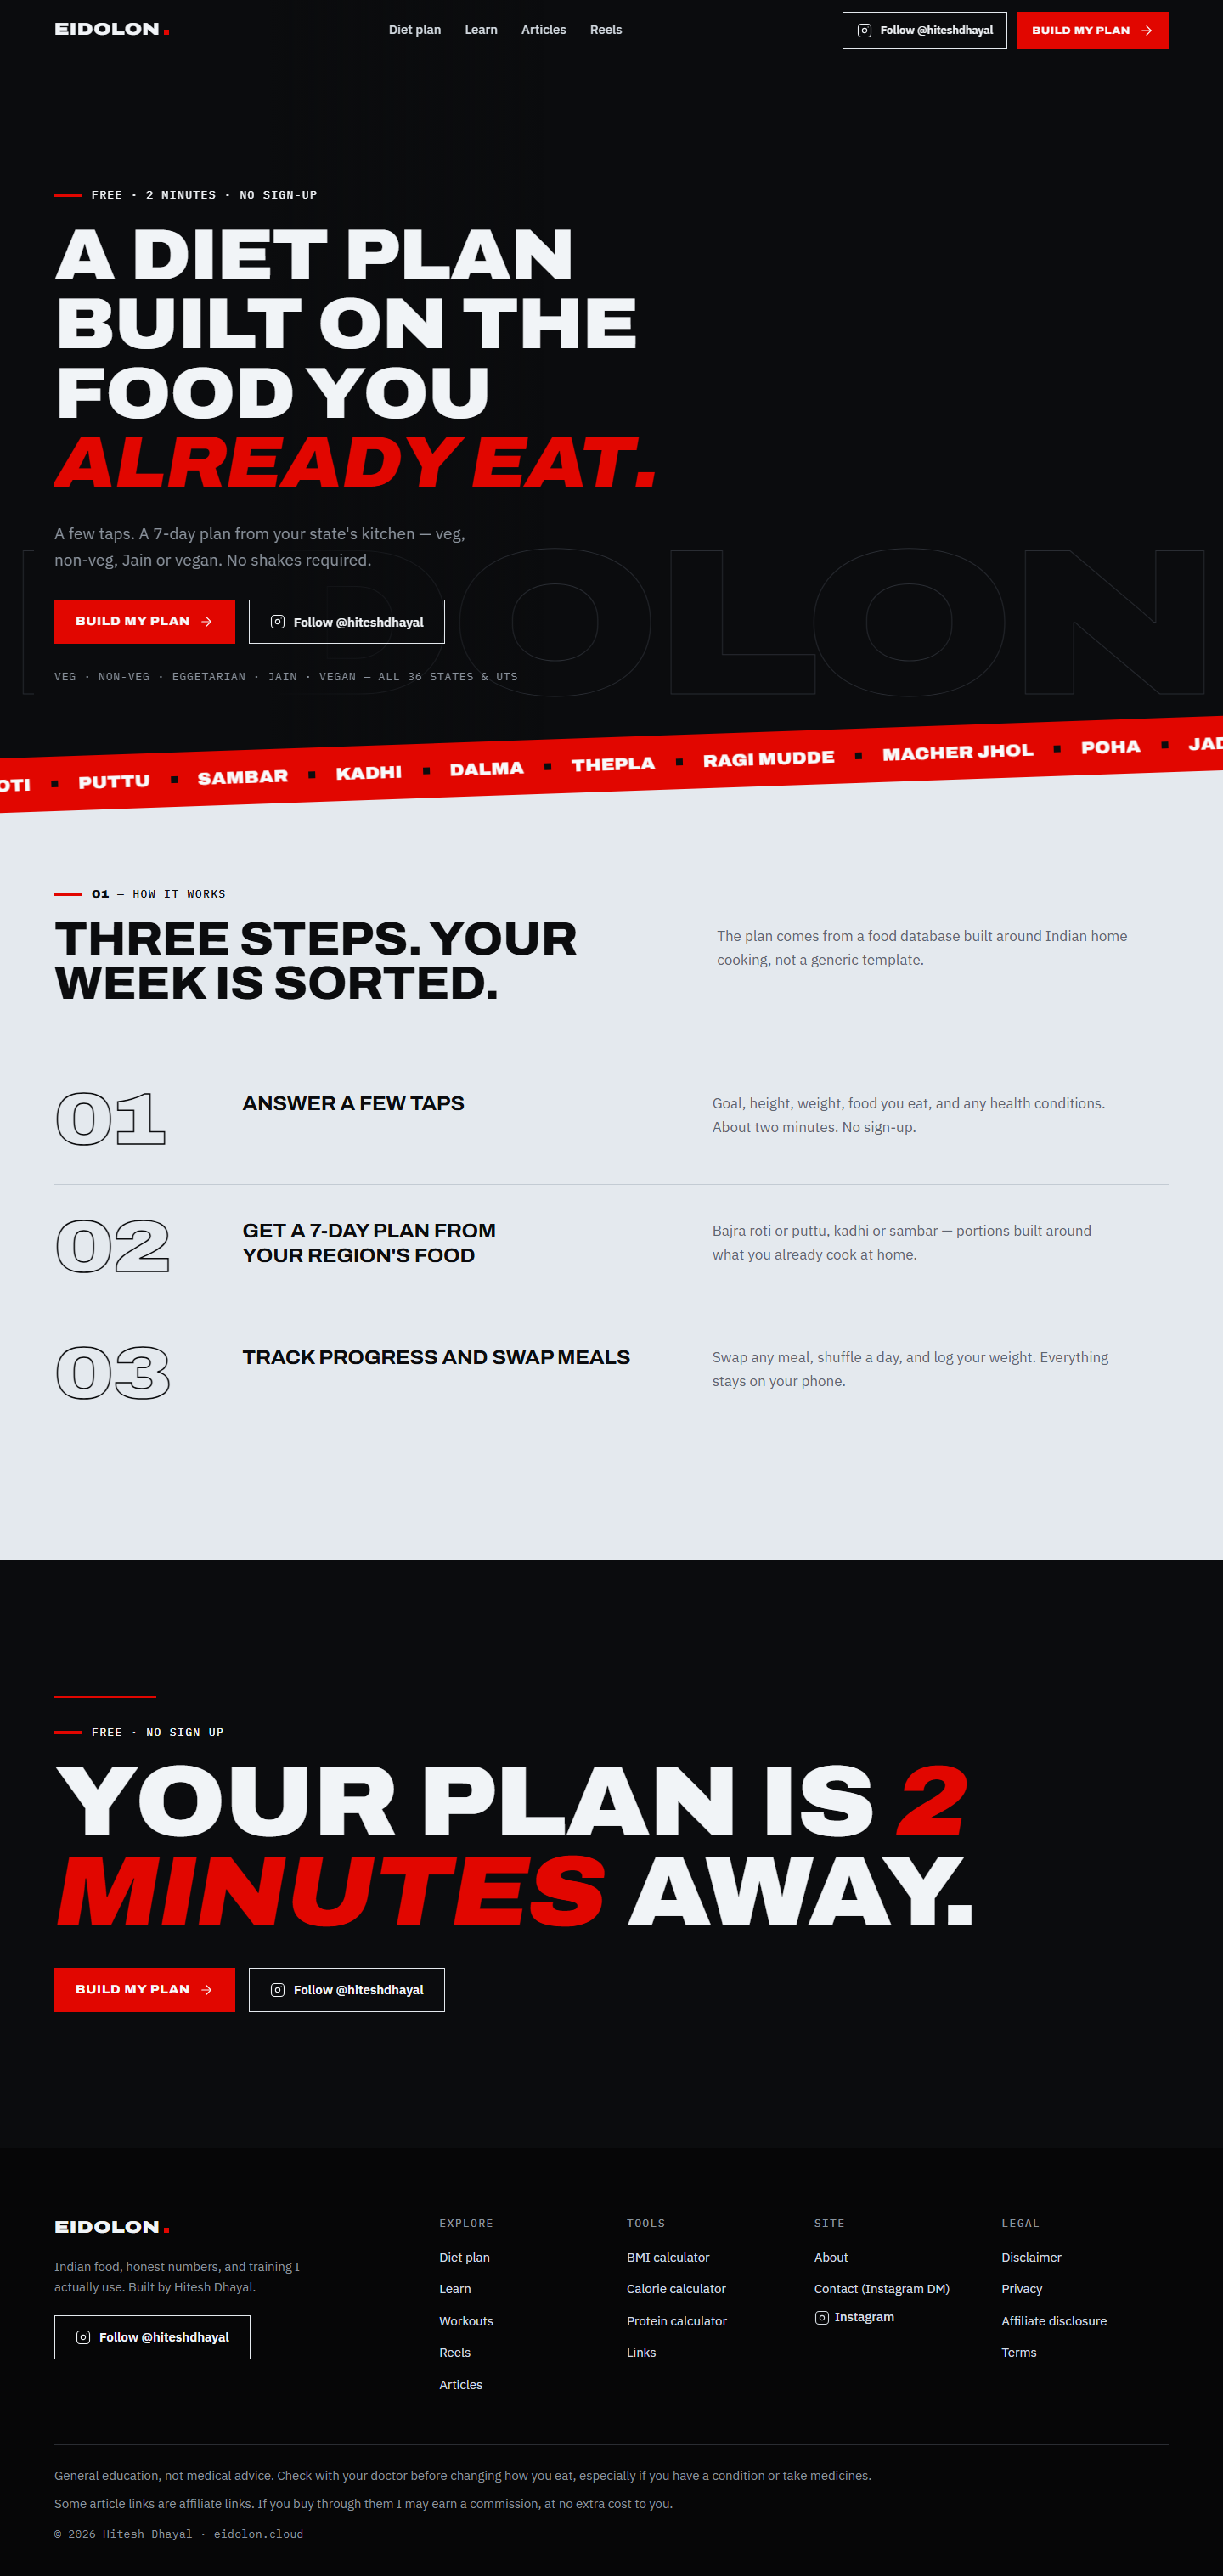 EIDOLON.
Diet plan
Learn
Articles
Reels
Follow @hiteshdhayal
BUILD MY PLAN
FREE · 2 MINUTES · NO SIGN-UP
A DIET PLAN
BUILT ON THE
FOOD YOU
ALREADY EAT.
A few taps. A 7-day plan from your state's kitchen — veg,
non-veg, Jain or vegan. No shakes required.
DOLON
BUILD MY PLAN
Follow @hiteshdhayal
VEG · NON-VEG · EGGETARIAN · JAIN · VEGAN — ALL 36 STATES & UTS
OTI ▪ PUTTU ▪ SAMBAR ▪ KADHI ▪ DALMA ▪ THEPLA ▪ RAGI MUDDE ▪ MACHER JHOL ▪ POHA ▪ JAD
01 — HOW IT WORKS
THREE STEPS. YOUR
WEEK IS SORTED.
The plan comes from a food database built around Indian home
cooking, not a generic template.
01
ANSWER A FEW TAPS
Goal, height, weight, food you eat, and any health conditions.
About two minutes. No sign-up.
02
GET A 7-DAY PLAN FROM
YOUR REGION'S FOOD
Bajra roti or puttu, kadhi or sambar — portions built around
what you already cook at home.
03
TRACK PROGRESS AND SWAP MEALS
Swap any meal, shuffle a day, and log your weight. Everything
stays on your phone.
FREE · NO SIGN-UP
YOUR PLAN IS 2
MINUTES AWAY.
BUILD MY PLAN
Follow @hiteshdhayal
EIDOLON.
Indian food, honest numbers, and training I
actually use. Built by Hitesh Dhayal.
Follow @hiteshdhayal
EXPLORE
Diet plan
Learn
Workouts
Reels
Articles
TOOLS
BMI calculator
Calorie calculator
Protein calculator
Links
SITE
About
Contact (Instagram DM)
Instagram
LEGAL
Disclaimer
Privacy
Affiliate disclosure
Terms
General education, not medical advice. Check with your doctor before changing how you eat, especially if you have a condition or take medicines.
Some article links are affiliate links. If you buy through them I may earn a commission, at no extra cost to you.
© 2026 Hitesh Dhayal · eidolon.cloud